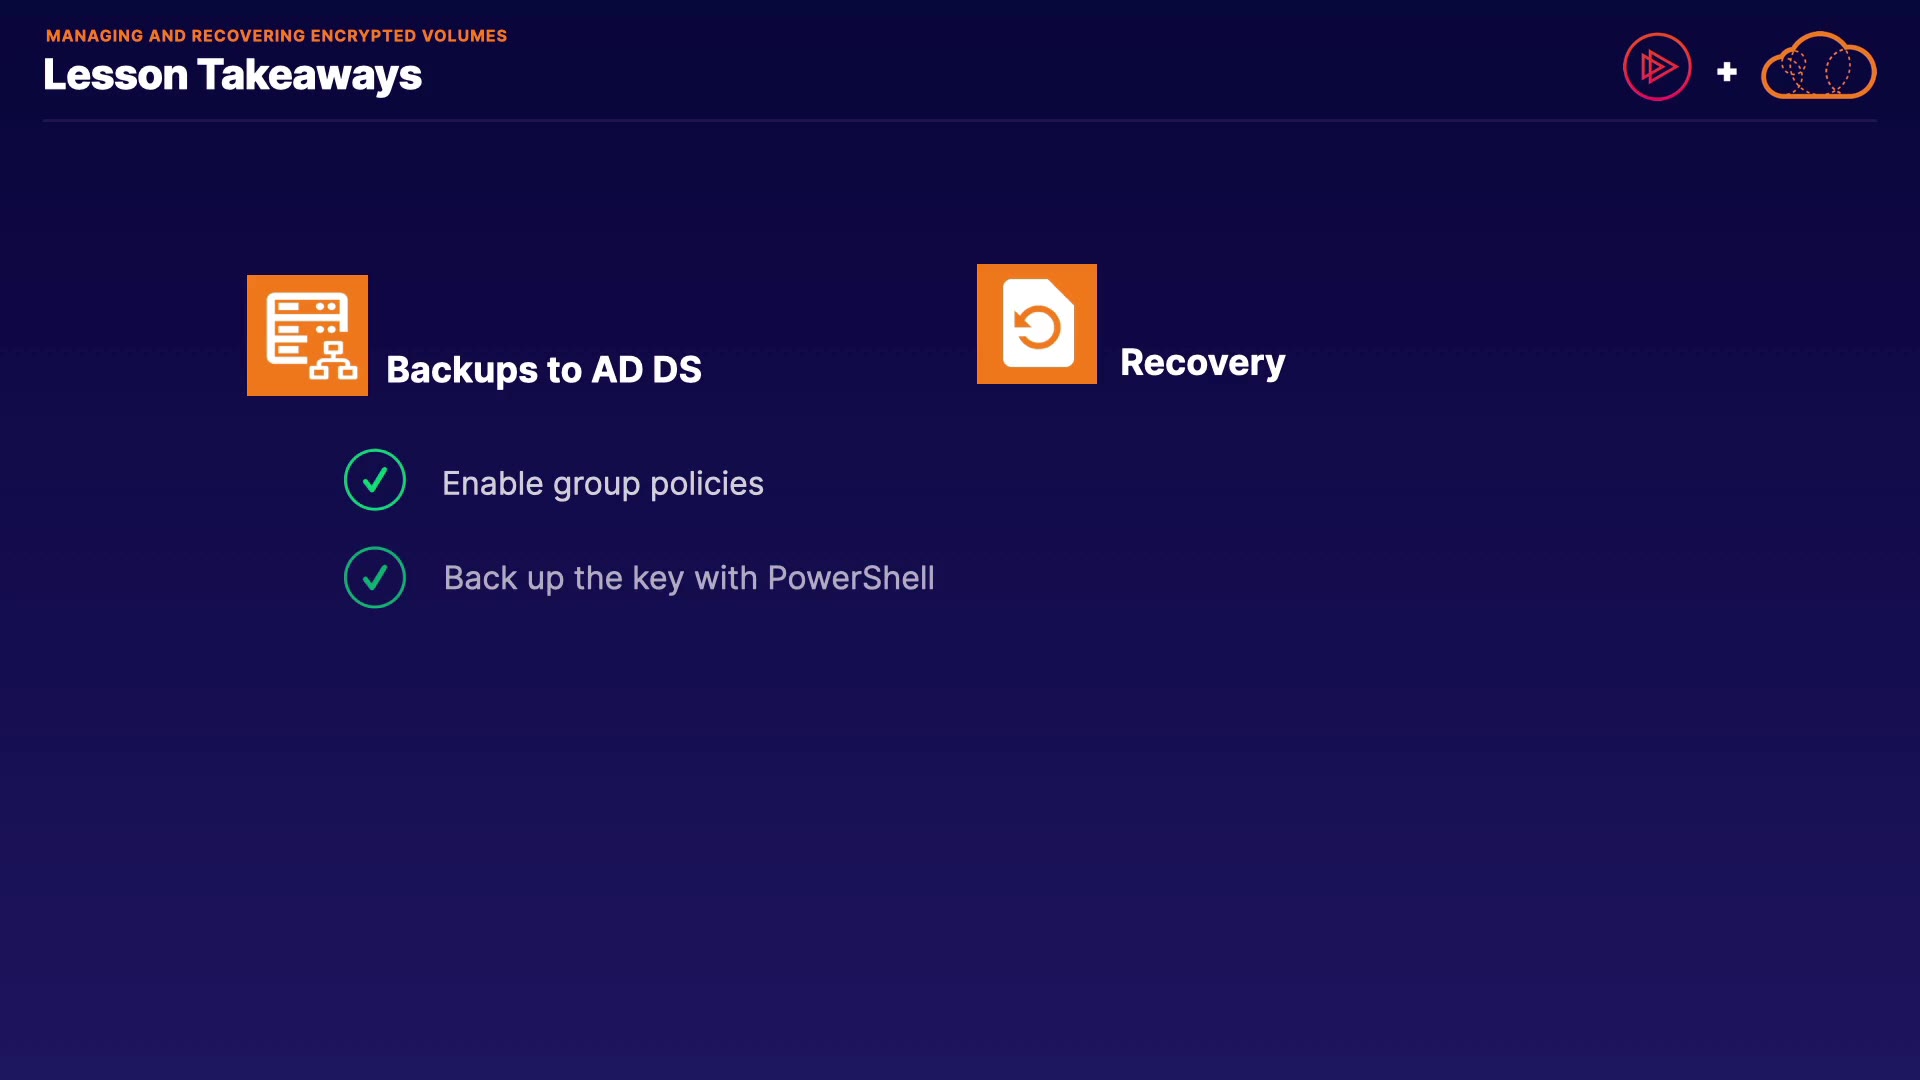 MANAGING AND RECOVERING ENCRYPTED VOLUMES
Lesson Takeaways
Backups to AD DS
Enable group policies
Back up the key with PowerShell
Recovery